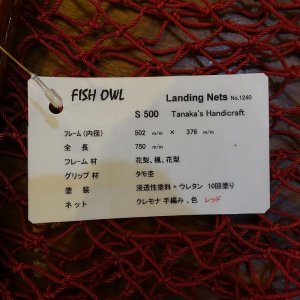 FISH OWL
Landing Nets No.1240
S 500 Tanaka's Handicraft
フレーム(内径) 502 m/m × 376 m/m
全長 750 m/m
フレーム材 花梨、楓、花梨
グリップ材 タモ杢
塗装 浸透性塗料+ウレタン 10回塗り
ネット クレモナ 手編み、色 レッド